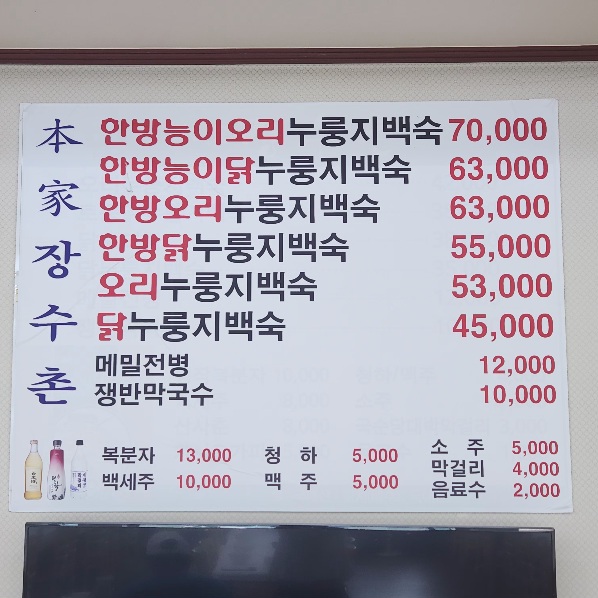 本家장수촌
한방능이오리누룽지백숙 70,000
한방능이닭누룽지백숙 63,000
한방오리누룽지백숙 63,000
한방닭누룽지백숙 55,000
오리누룽지백숙 53,000
닭누룽지백숙 45,000
메밀전병 12,000
쟁반막국수 10,000
복분자 13,000 청 하 5,000 소 주 5,000
백세주 10,000 맥 주 5,000 막걸리 4,000
음료수 2,000